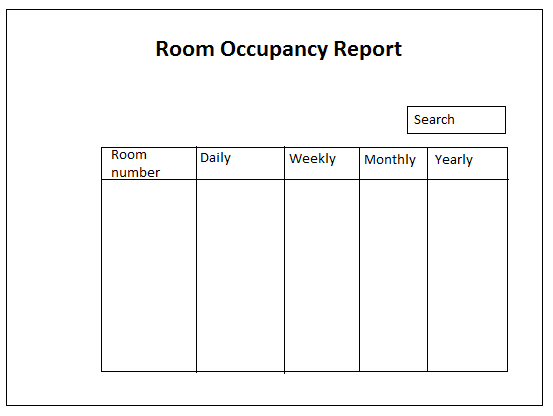 Room Occupancy Report
Search
Room
number
Daily
Weekly
Monthly
Yearly